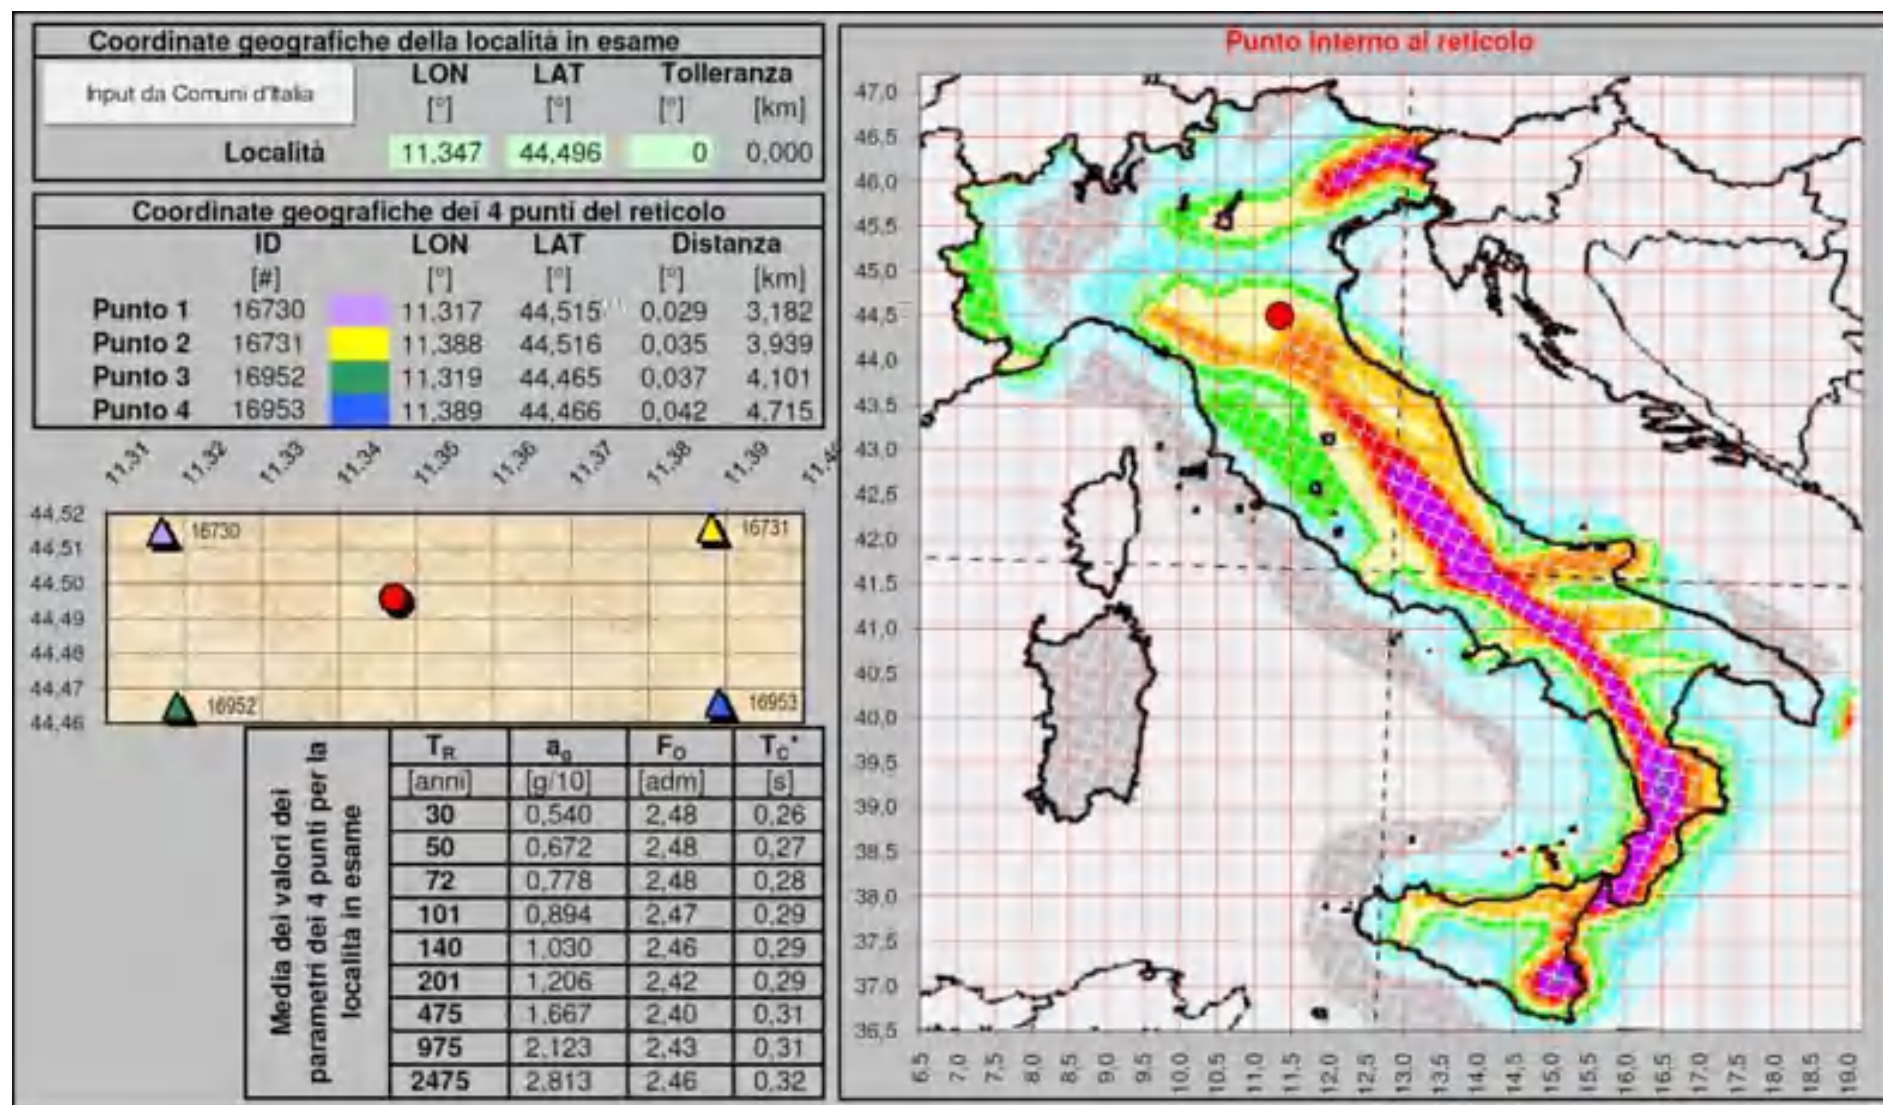 Coordinate geografiche della località in esame
Input da Comuni d'Italia
LON LAT Tolleranza
[°] [°] [°] [km]
Località 11,347 44,496 0 0,000
Coordinate geografiche dei 4 punti del reticolo
ID LON LAT Distanza
[#] [°] [°] [°] [km]
Punto 1 16730 11,317 44,515 0,029 3,182
Punto 2 16731 11,388 44,516 0,035 3,939
Punto 3 16952 11,319 44,465 0,037 4,101
Punto 4 16953 11,389 44,466 0,042 4,715
11,31 11,32 11,33 11,34 11,35 11,36 11,37 11,38 11,39
44,52
44,51
44,50
44,49
44,48
44,47
44,46
16730 16731
16952 16953
Media dei valori dei
parametri dei 4 punti per la
località in esame
TR ag FO TC*
[anni] [g/10] [adm] [s]
30 0,540 2,48 0,26
50 0,672 2,48 0,27
72 0,778 2,48 0,28
101 0,894 2,47 0,29
140 1,030 2,46 0,29
201 1,206 2,42 0,29
475 1,667 2,40 0,31
975 2,123 2,43 0,31
2475 2,813 2,46 0,32
Punto interno al reticolo
47,0
46,5
46,0
45,5
45,0
44,5
44,0
43,5
43,0
42,5
42,0
41,5
41,0
40,5
40,0
39,5
39,0
38,5
38,0
37,5
37,0
36,5
6,5 7,0 7,5 8,0 8,5 9,0 9,5 10,0 10,5 11,0 11,5 12,0 12,5 13,0 13,5 14,0 14,5 15,0 15,5 16,0 16,5 17,0 17,5 18,0 18,5 19,0